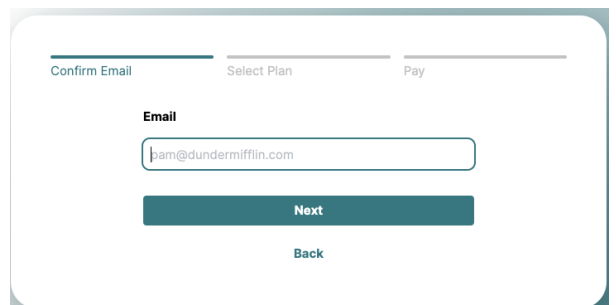 Confirm Email Select Plan Pay
Email
pam@dundermifflin.com
Next
Back